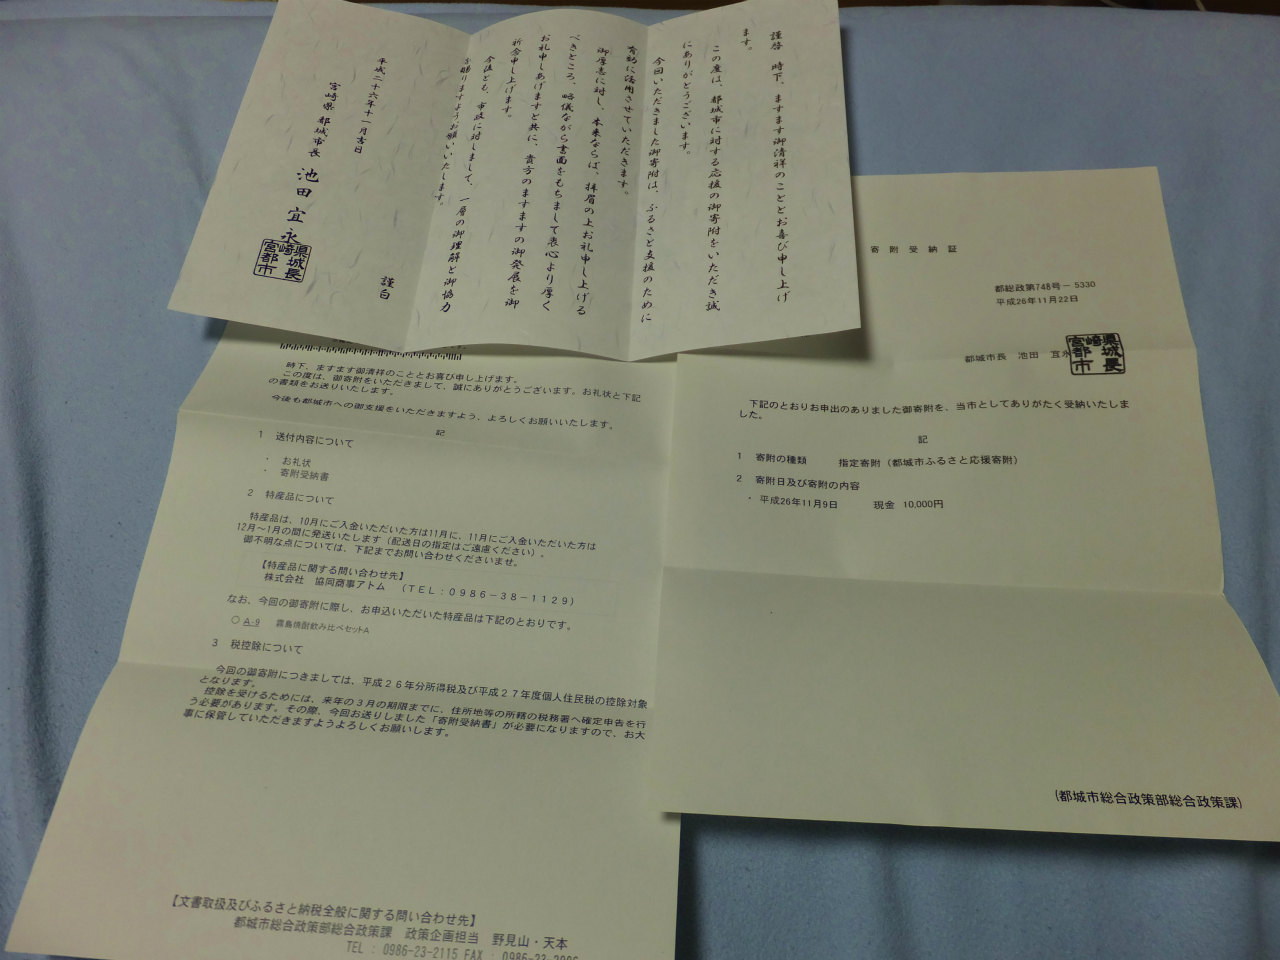 謹啓　時下、ますます御清祥のこととお喜び申し上げ
ます。
この度は、都城市に対する応援の御寄附をいただき誠
にありがとうございます。
今回いただきました御寄附は、ふるさと支援のために
有効に活用させていただきます。
御厚志に対し、本来ならば、拝眉の上お礼申し上げる
べきところ、略儀ながら書面をもちまして衷心より厚く
お礼申しあげますと共に、貴方のますますの御発展を御
祈念申し上げます。
今後とも、市政に対しまして、一層の御理解と御協力
を賜りますようお願いいたします。
謹白
平成二十六年十一月吉日
宮崎県都城市長　池田宜永
宮崎県都城市長
寄附受納証
都総政第748号－5330
平成26年11月22日
都城市長　池田　宜永
宮崎県都城市長
下記のとおりお申出のありました御寄附を、当市としてありがたく受納いたしま
した。
記
1　寄附の種類　　指定寄附（都城市ふるさと応援寄附）
2　寄附日及び寄附の内容
・平成26年11月9日　　現金　10,000円
（都城市総合政策部総合政策課）
時下、ますます御清祥のこととお喜び申し上げます。
この度は、御寄附をいただきまして、誠にありがとうございます。お礼状と下記
の書類をお送りいたします。
今後も都城市への御支援をいただきますよう、よろしくお願いいたします。
記
1　送付内容について
・　お礼状
・　寄附受納書
2　特産品について
特産品は、10月にご入金いただいた方は11月に、11月にご入金いただいた方は
12月～1月の間に発送いたします（配送日の指定はご遠慮ください）。
御不明な点については、下記までお問い合わせくださいませ。
【特産品に関する問い合わせ先】
株式会社　協同商事アトム　（ＴＥＬ：０９８６－３８－１１２９）
なお、今回の御寄附に際し、お申込いただいた特産品は下記のとおりです。
○ A-9　霧島焼酎飲み比べセットA
3　税控除について
今回の御寄附につきましては、平成２６年分所得税及び平成２７年度個人住民税の控除対象
となります。
控除を受けるためには、来年の３月の期限までに、住所地等の所轄の税務署へ確定申告を行
う必要があります。その際、今回お送りしました「寄附受納書」が必要になりますので、お大
事に保管していただきますようよろしくお願いします。
【文書取扱及びふるさと納税全般に関する問い合わせ先】
都城市総合政策部総合政策課　政策企画担当　野見山・天本
TEL : 0986-23-2115 FAX : 0986-23-